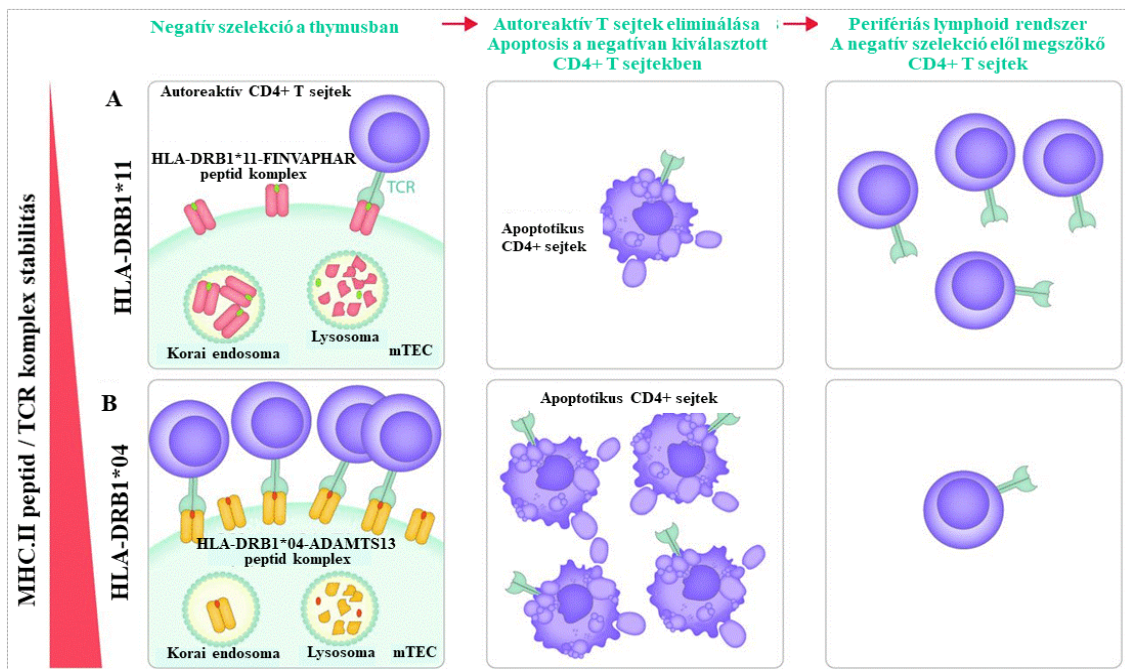 Negatív szelekció a thymusban
Autoreaktív T sejtek eliminálása
Apoptosis a negatívan kiválasztott
CD4+ T sejtekben
Perifériás lymphoid rendszer
A negatív szelekció elől megszökő
CD4+ T sejtek
MHC.II peptid / TCR komplex stabilitás
A
HLA-DRB1*11
Autoreaktív CD4+ T sejtek
HLA-DRB1*11-FINVAPHAR
peptid komplex
TCR
Korai endosoma
Lysosoma
mTEC
Apoptotikus
CD4+ sejtek
B
HLA-DRB1*04
HLA-DRB1*04-ADAMTS13
peptid komplex
Korai endosoma
Lysosoma
mTEC
Apoptotikus CD4+ sejtek